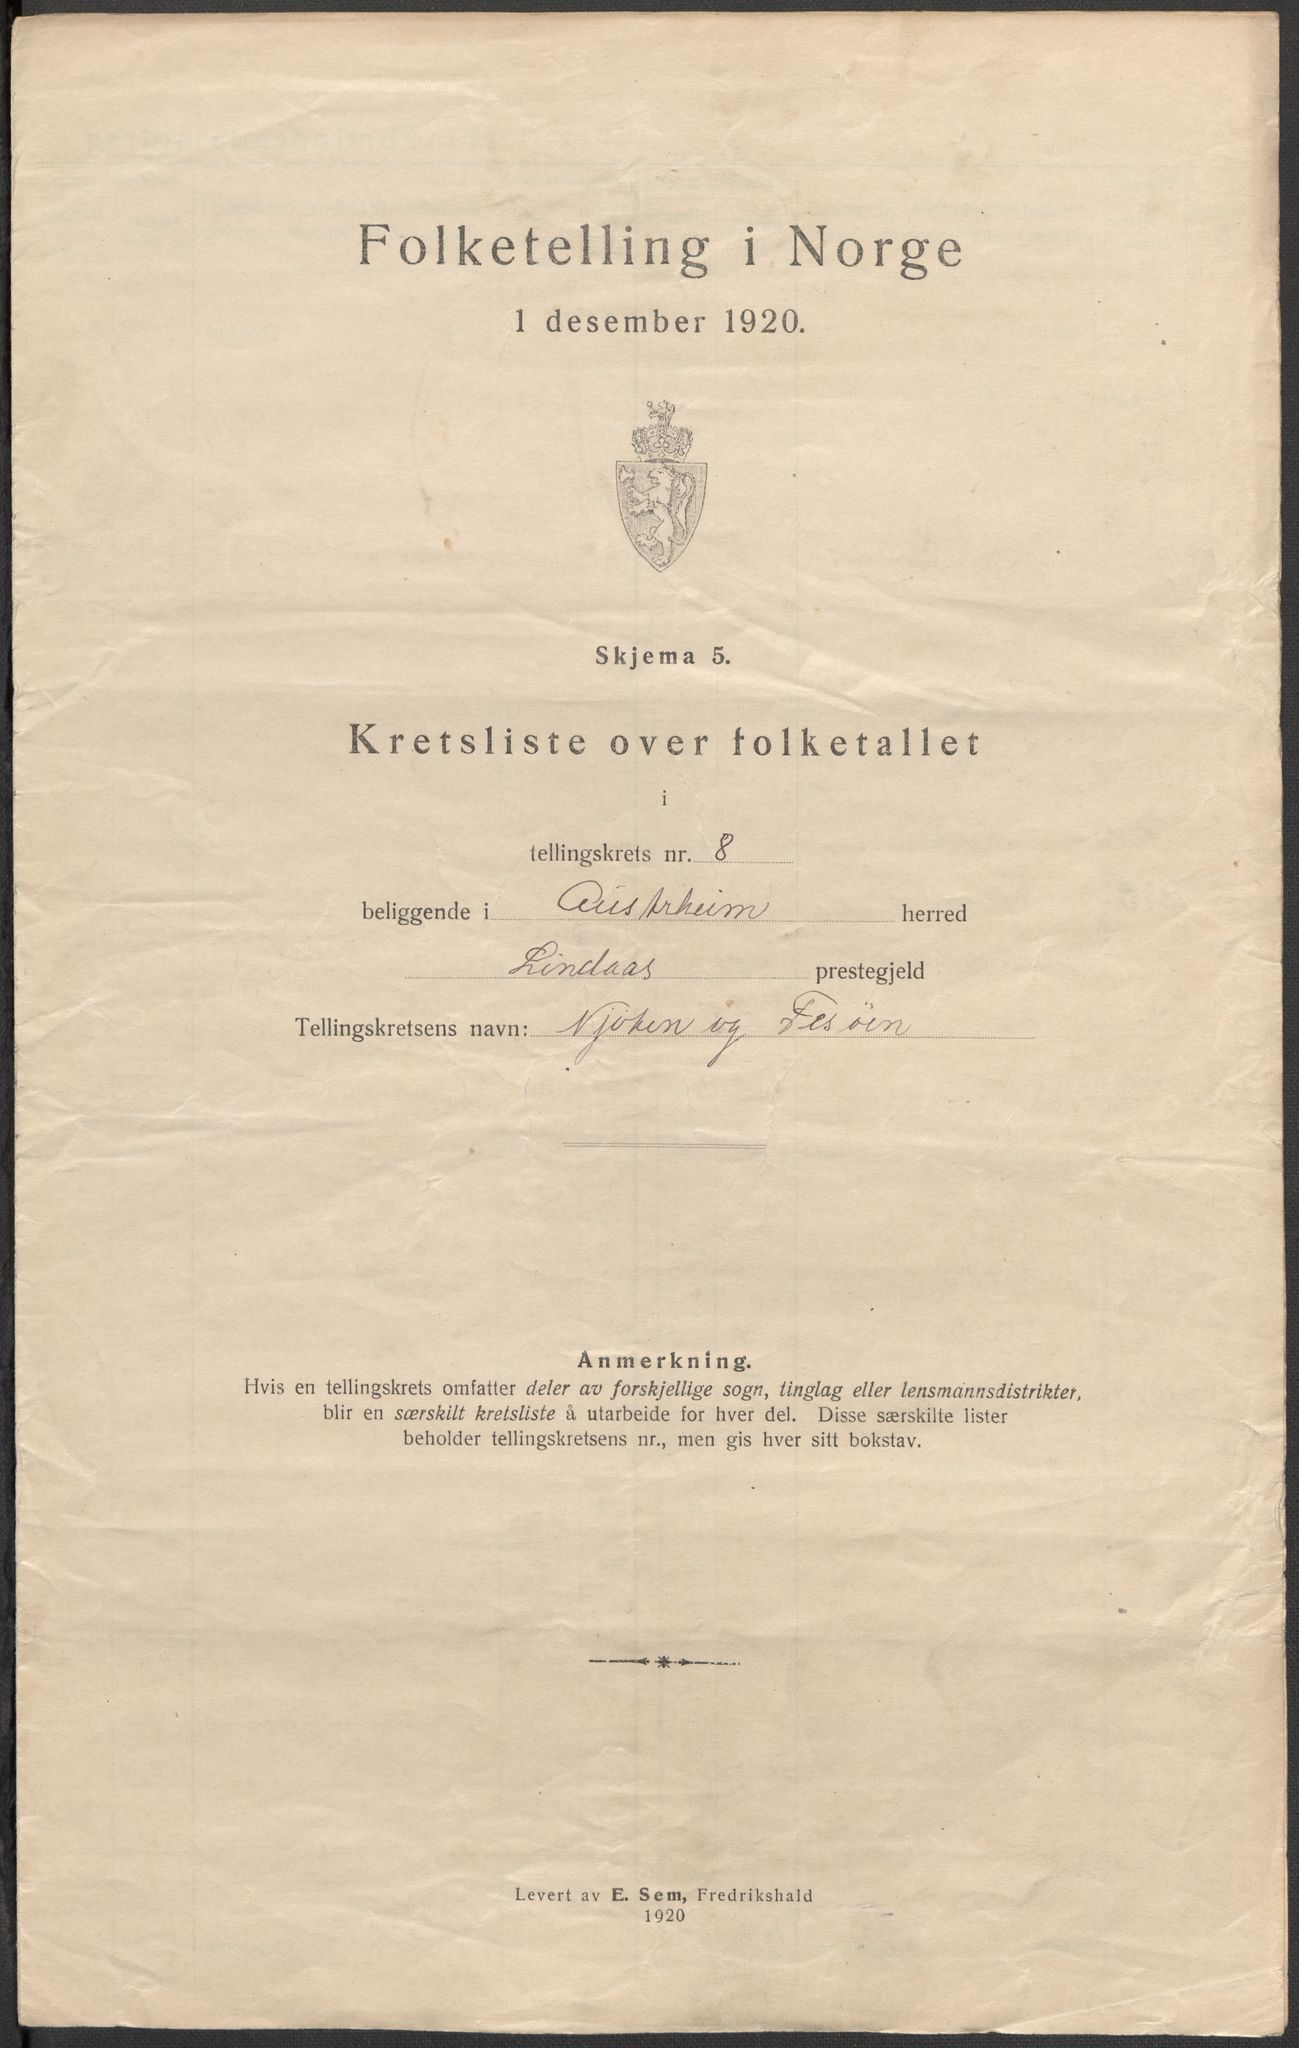 Folketelling i Norge
1 desember 1920.
Skjema 5.
Kretsliste over folketallet
i
tellingskrets nr. 8
beliggende i Austrheim herred
Lindaas prestegjeld
Tellingskretsens navn: Njøten og Fesøen
Anmerkning.
Hvis en tellingskrets omfatter deler av forskjellige sogn, tinglag eller lensmannsdistrikter,
blir en særskilt kretsliste å utarbeide for hver del. Disse særskilte lister
beholder tellingskretsens nr., men gis hver sitt bokstav.
Levert av E. Sem, Fredrikshald
1920